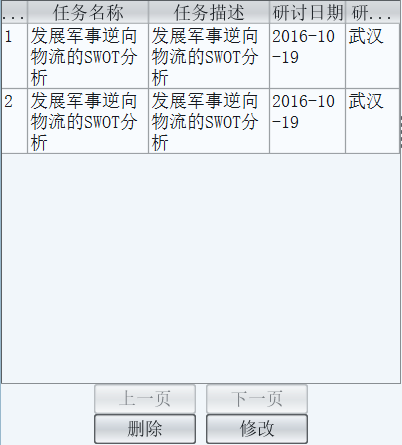 ... 任务名称 任务描述 研讨日期 研...
1 发展军事逆向 发展军事逆向 2016-10 武汉
物流的SWOT分 物流的SWOT分 -19
析 析
2 发展军事逆向 发展军事逆向 2016-10 武汉
物流的SWOT分 物流的SWOT分 -19
析 析
上一页 下一页
删除 修改